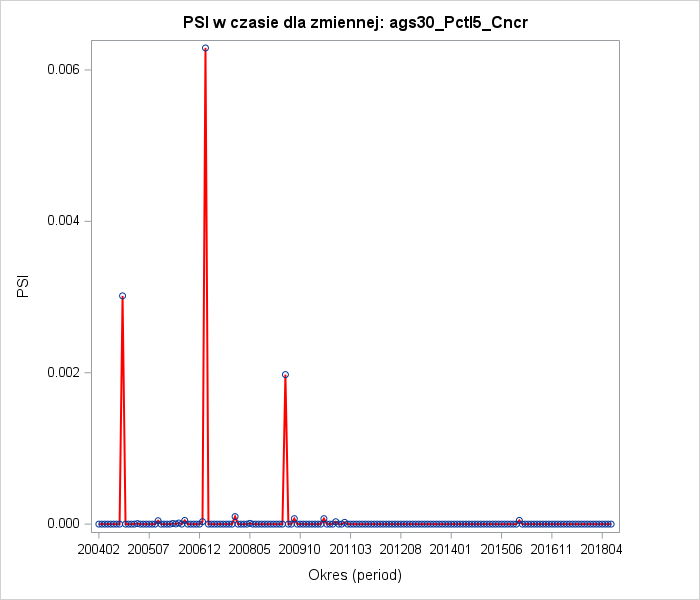 PSI w czasie dla zmiennej: ags30_Pctl5_Cncr
0.006
0.004
PSI
0.002
0.000
200402 200507 200612 200805 200910 201103 201208 201401 201506 201611 201804
Okres (period)